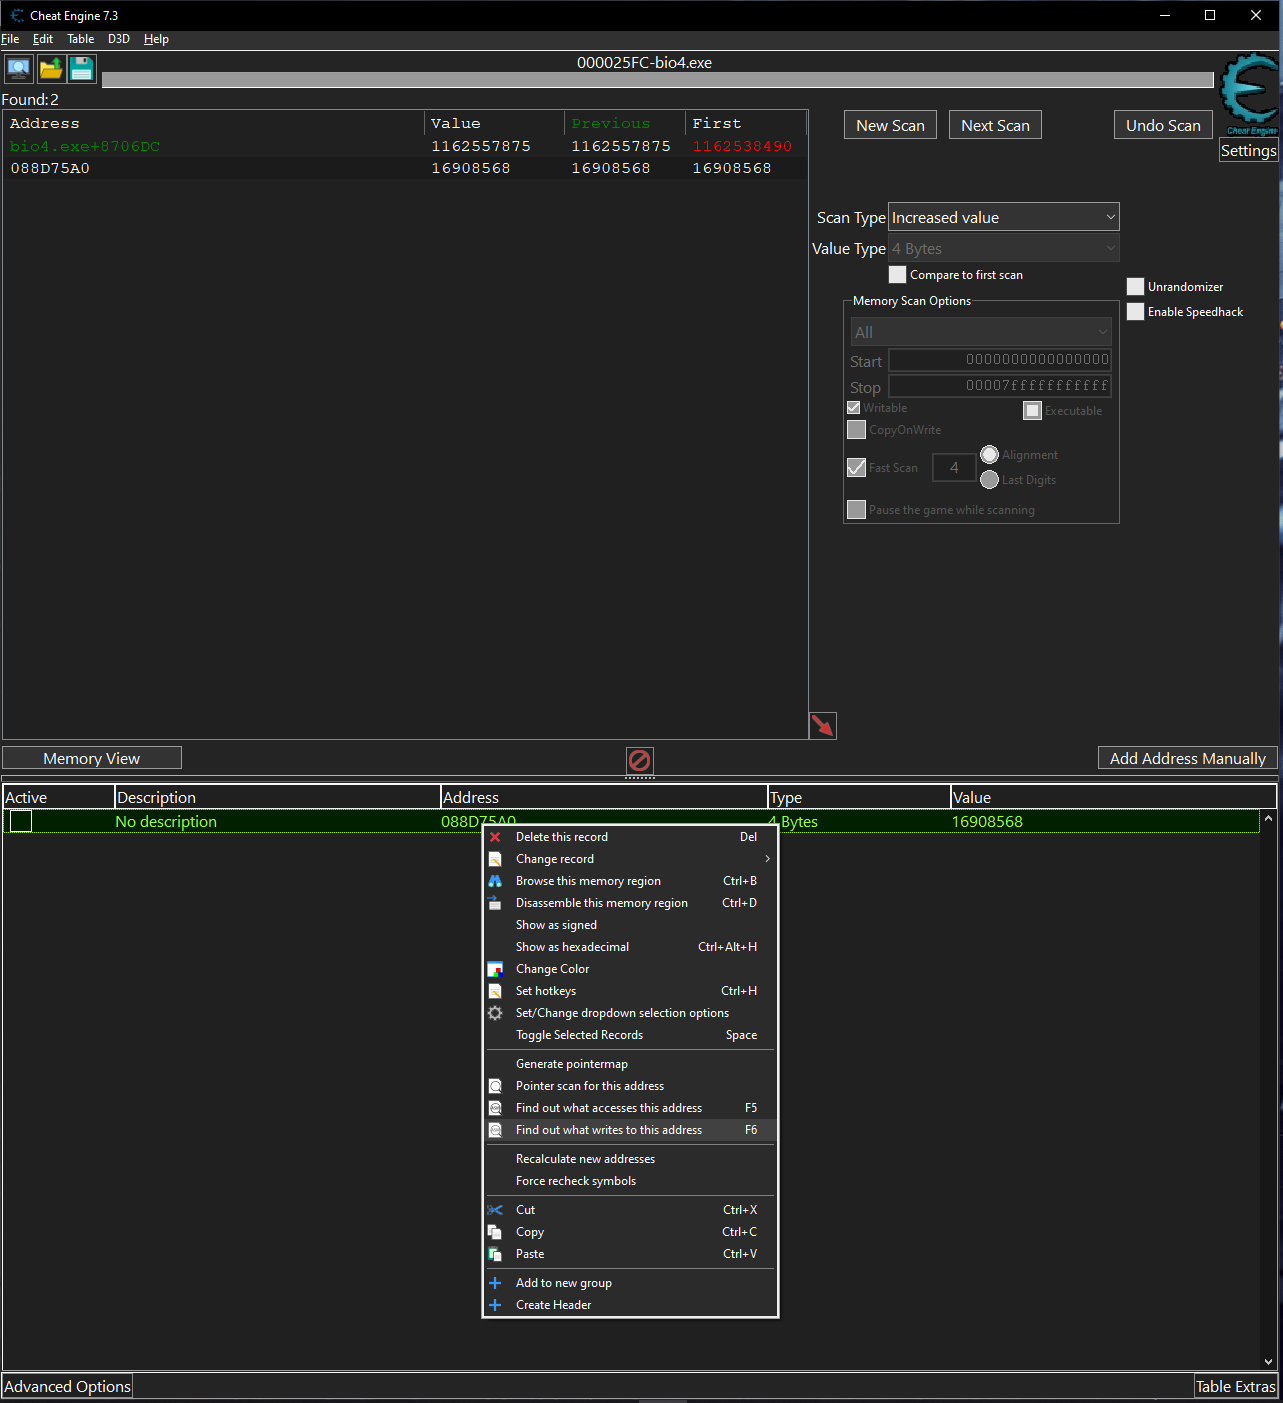 Cheat Engine 7.3
File Edit Table D3D Help
000025FC-bio4.exe
Found:2
Address Value Previous First
bio4.exe+8706DC 1162557875 1162557875 1162538490
088D75A0 16908568 16908568 16908568
New Scan Next Scan Undo Scan
Cheat Engine
Settings
Scan Type Increased value
Value Type 4 Bytes
Compare to first scan
Unrandomizer
Enable Speedhack
Memory Scan Options
All
Start 0000000000000000
Stop 00007fffffffffff
Writable Executable
CopyOnWrite
Fast Scan 4 Alignment
Last Digits
Pause the game while scanning
Memory View Add Address Manually
Active Description Address Type Value
No description 088D75A0 4 Bytes 16908568
Delete this record Del
Change record
Browse this memory region Ctrl+B
Disassemble this memory region Ctrl+D
Show as signed
Show as hexadecimal Ctrl+Alt+H
Change Color
Set hotkeys Ctrl+H
Set/Change dropdown selection options
Toggle Selected Records Space
Generate pointermap
Pointer scan for this address
Find out what accesses this address F5
Find out what writes to this address F6
Recalculate new addresses
Force recheck symbols
Cut Ctrl+X
Copy Ctrl+C
Paste Ctrl+V
Add to new group
Create Header
Advanced Options Table Extras